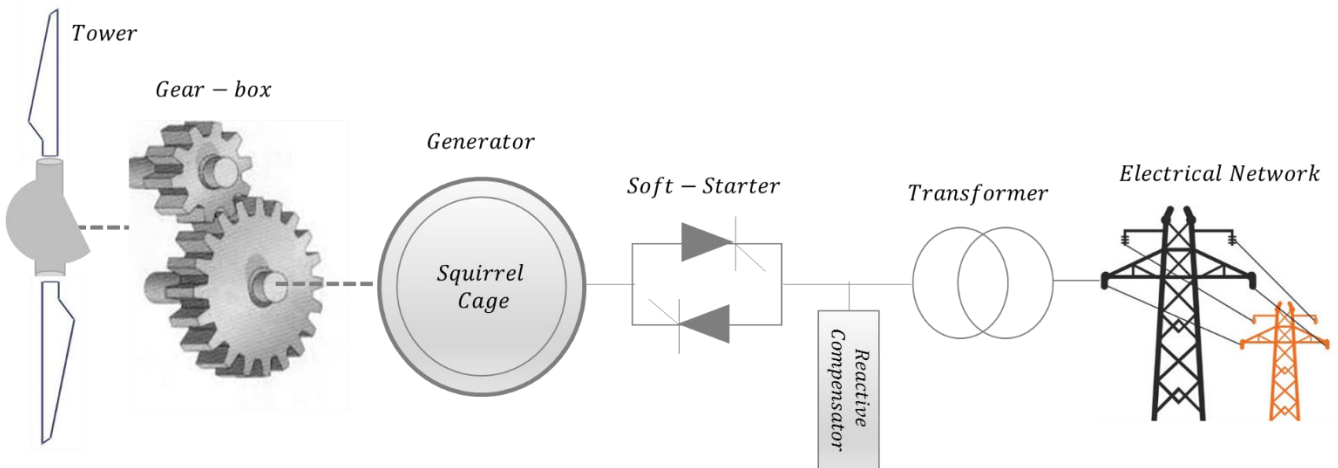 Tower
Gear − box
Generator
Soft − Starter
Transformer
Electrical Network
Squirrel
Cage
Reactive
Compensator